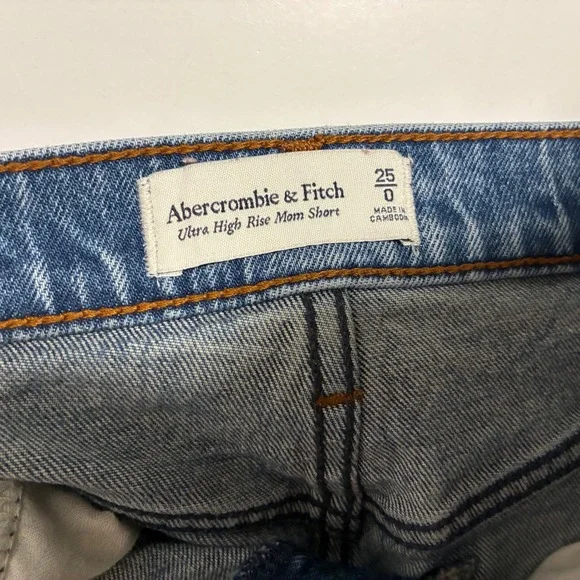 Abercrombie & Fitch
Ultra High Rise Mom Short
25
0
MADE IN
CAMBODIA